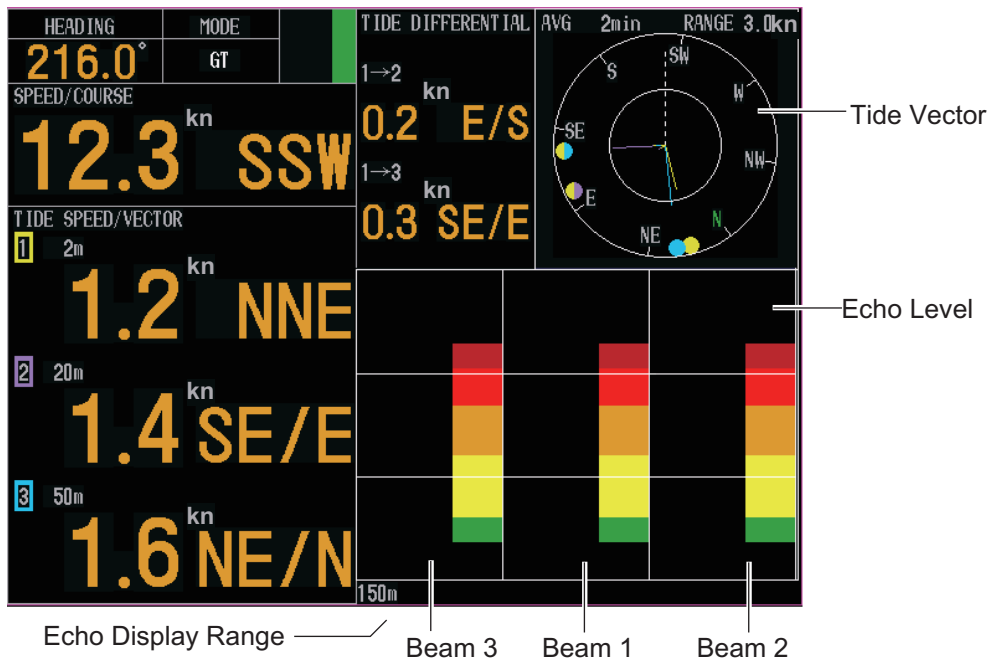 HEADING
216.0°
MODE
GT
SPEED/COURSE
12.3 kn SSW
TIDE SPEED/VECTOR
1 2m
1.2 kn NNE
2 20m
1.4 kn SE/E
3 50m
1.6 kn NE/N
TIDE DIFFERENTIAL
1→2
0.2 kn E/S
1→3
0.3 kn SE/E
AVG 2min RANGE 3.0kn
S
SW
W
SE
NW
E
N
NE
150m
Tide Vector
Echo Level
Echo Display Range
Beam 3
Beam 1
Beam 2